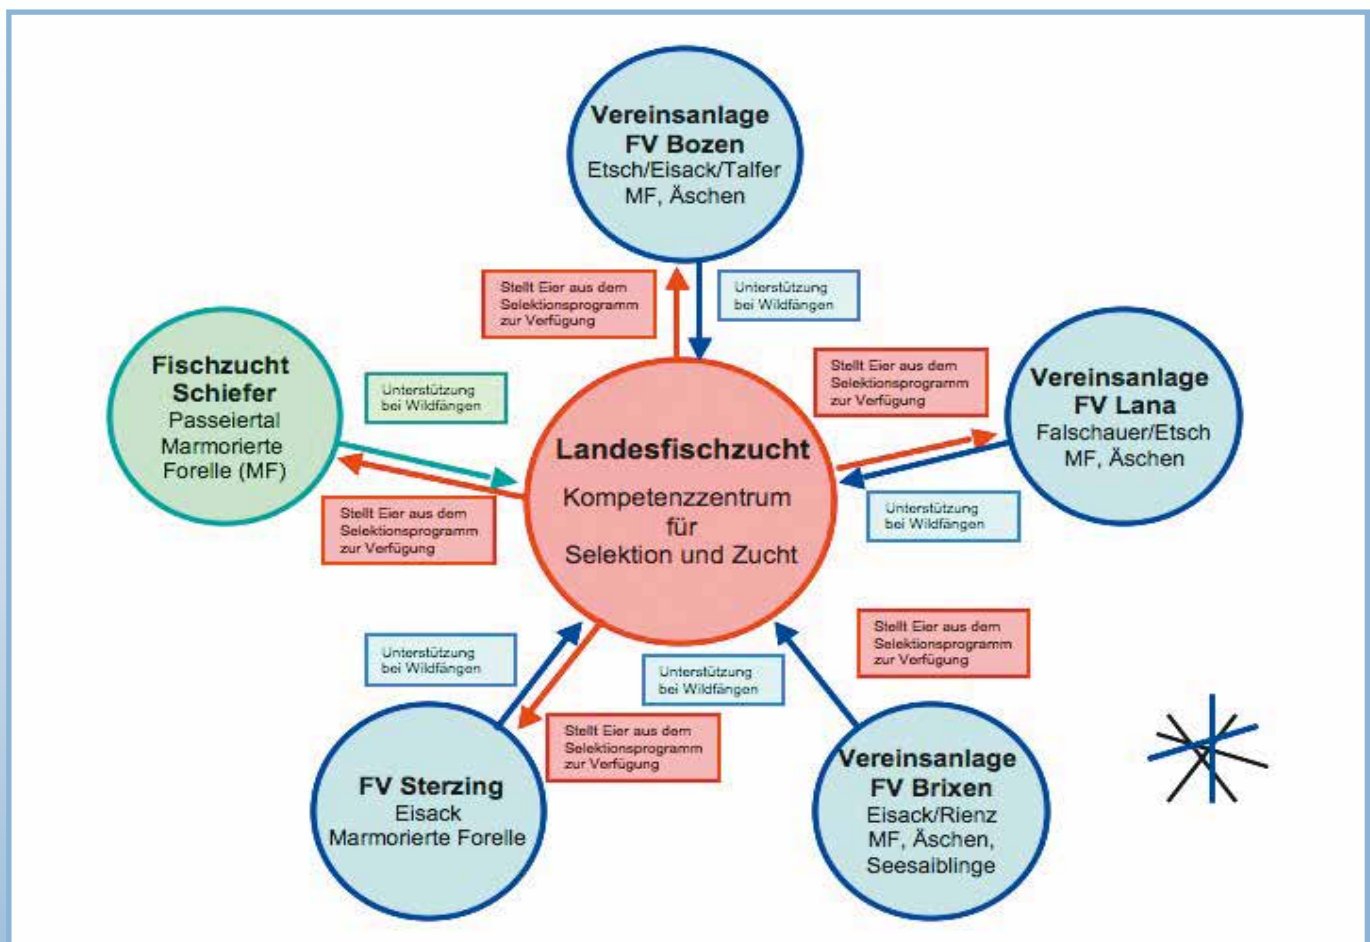 Vereinsanlage
FV Bozen
Etsch/Eisack/Talfer
MF, Äschen
Stellt Eier aus dem
Selektionsprogramm
zur Verfügung
Unterstützung
bei Wildfängen
Fischzucht
Schiefer
Passeiertal
Marmorierte
Forelle (MF)
Unterstützung
bei Wildfängen
Stellt Eier aus dem
Selektionsprogramm
zur Verfügung
Vereinsanlage
FV Lana
Falschauer/Etsch
MF, Äschen
Landesfischzucht
Kompetenzzentrum
für
Selektion und Zucht
Stellt Eier aus dem
Selektionsprogramm
zur Verfügung
Unterstützung
bei Wildfängen
Unterstützung
bei Wildfängen
Unterstützung
bei Wildfängen
Stellt Eier aus dem
Selektionsprogramm
zur Verfügung
Stellt Eier aus dem
Selektionsprogramm
zur Verfügung
FV Sterzing
Eisack
Marmorierte Forelle
Vereinsanlage
FV Brixen
Eisack/Rienz
MF, Äschen,
Seesaiblinge